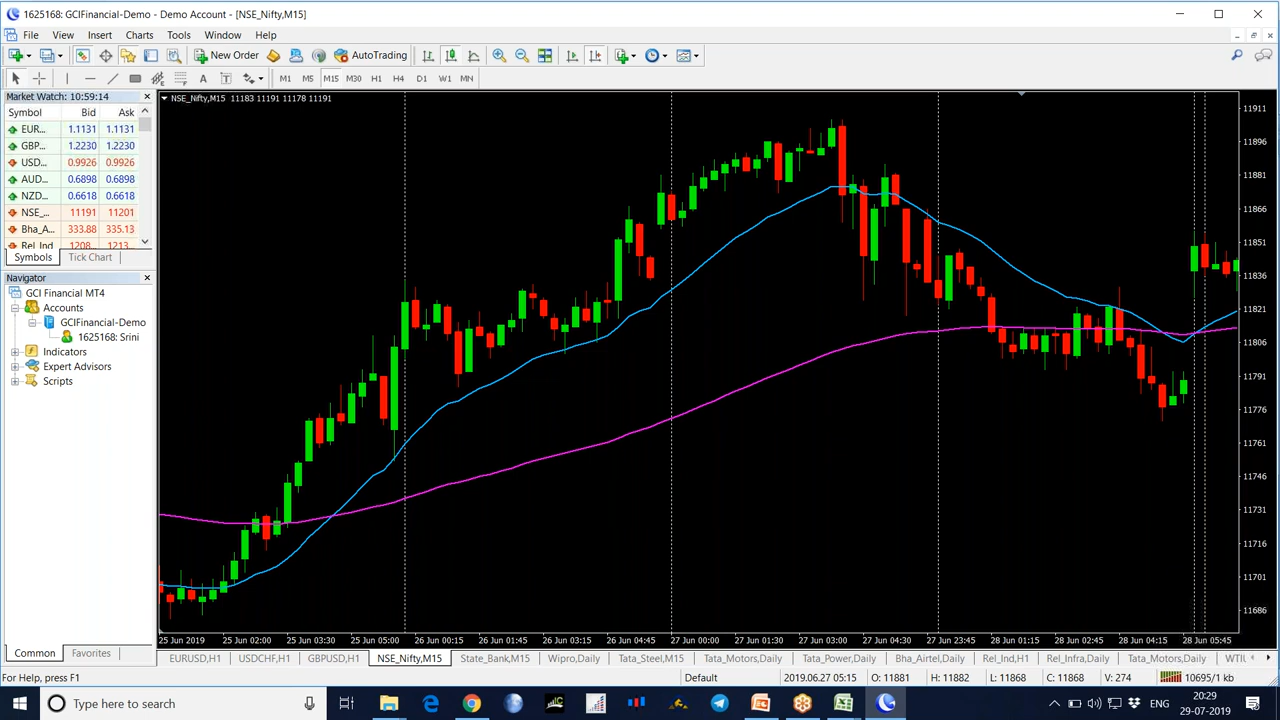 1625168: GCIFinancial-Demo - Demo Account - [NSE_Nifty,M15]
File View Insert Charts Tools Window Help
New Order AutoTrading
M1 M5 M15 M30 H1 H4 D1 W1 MN
Market Watch: 10:59:14
Symbol Bid Ask
EUR... 1.1131 1.1131
GBP... 1.2230 1.2230
USD... 0.9926 0.9926
AUD... 0.6898 0.6898
NZD... 0.6618 0.6618
NSE_... 11191 11201
Bha_A... 333.88 335.13
Rel_Ind 1208... 1213...
Symbols Tick Chart
Navigator
GCI Financial MT4
Accounts
GCIFinancial-Demo
1625168: Srini
Indicators
Expert Advisors
Scripts
Common Favorites
NSE_Nifty,M15 11183 11191 11178 11191
11911
11896
11881
11866
11851
11836
11821
11806
11791
11776
11761
11746
11731
11716
11701
11686
25 Jun 2019 25 Jun 02:00 25 Jun 03:30 25 Jun 05:00 26 Jun 00:15 26 Jun 01:45 26 Jun 03:15 26 Jun 04:45 27 Jun 00:00 27 Jun 01:30 27 Jun 03:00 27 Jun 04:30 27 Jun 23:45 28 Jun 01:15 28 Jun 02:45 28 Jun 04:15 28 Jun 05:45
EURUSD,H1 USDCHF,H1 GBPUSD,H1 NSE_Nifty,M15 State_Bank,M15 Wipro,Daily Tata_Steel,M15 Tata_Motors,Daily Tata_Power,Daily Bha_Airtel,Daily Rel_Ind,H1 Rel_Infra,Daily Tata_Motors,Daily WTII
For Help, press F1 Default 2019.06.27 05:15 O: 11881 H: 11882 L: 11868 C: 11868 V: 274 10695/1 kb
Type here to search
ENG
20:29
29-07-2019